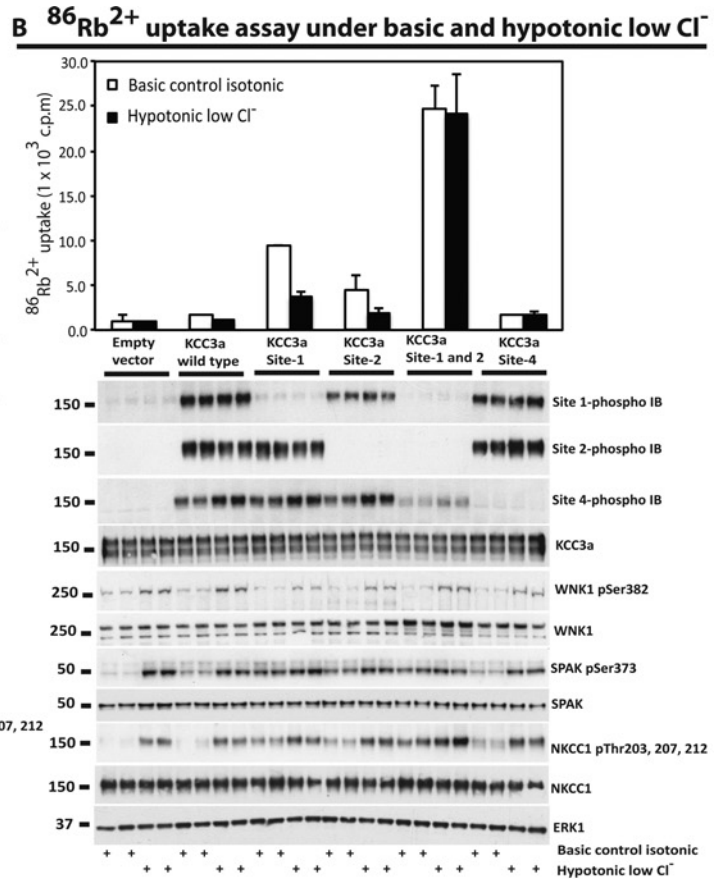 B 86Rb2+ uptake assay under basic and hypotonic low Cl-
30.0
25.0
20.0
15.0
10.0
5.0
0.0
86Rb2+ uptake (1 x 10^3 c.p.m)
Basic control isotonic
Hypotonic low Cl-
Empty vector
KCC3a wild type
KCC3a Site-1
KCC3a Site-2
KCC3a Site-1 and 2
KCC3a Site-4
150 Site 1-phospho IB
150 Site 2-phospho IB
150 Site 4-phospho IB
150 KCC3a
250 WNK1 pSer382
250 WNK1
50 SPAK pSer373
50 SPAK
07, 212
150 NKCC1 pThr203, 207, 212
150 NKCC1
37 ERK1
+ + + + + + + + + + + + Basic control isotonic
+ + + + + + + + + + + + Hypotonic low Cl-